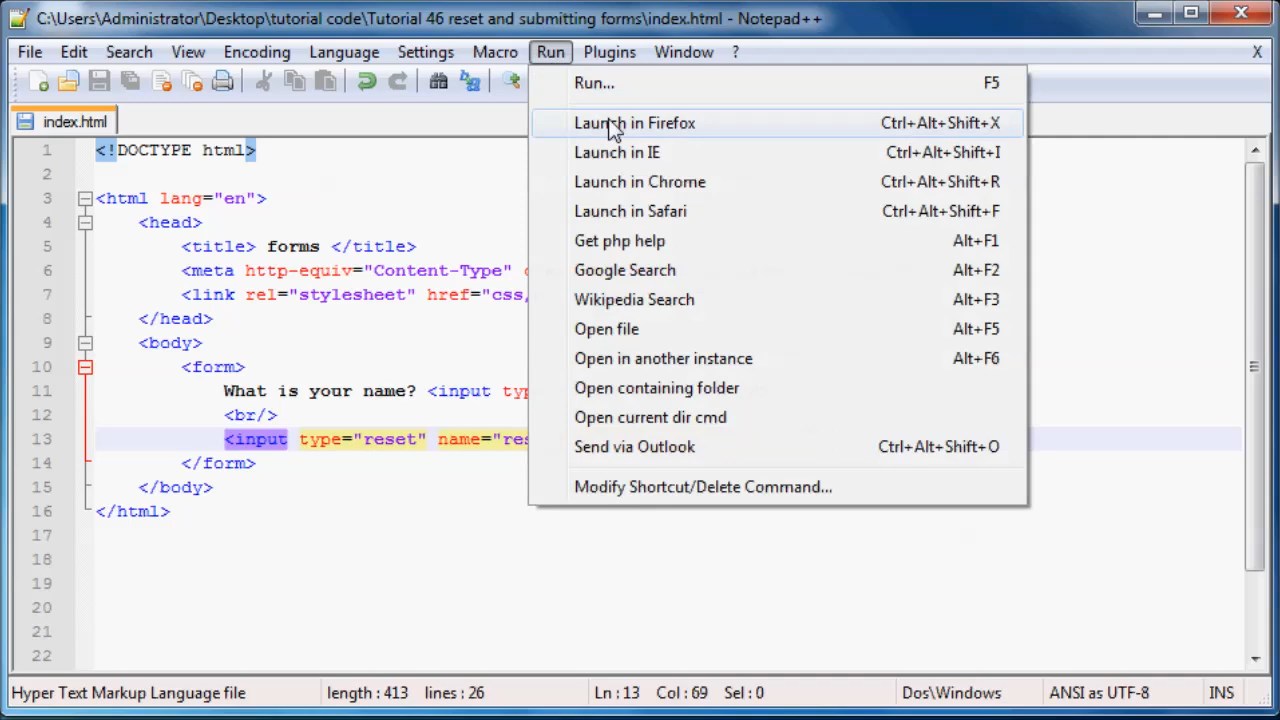 C:\Users\Administrator\Desktop\tutorial code\Tutorial 46 reset and submitting forms\index.html - Notepad++
File Edit Search View Encoding Language Settings Macro Run Plugins Window ? X
Run... F5
index.html
Launch in Firefox Ctrl+Alt+Shift+X
Launch in IE Ctrl+Alt+Shift+I
Launch in Chrome Ctrl+Alt+Shift+R
Launch in Safari Ctrl+Alt+Shift+F
Get php help Alt+F1
Google Search Alt+F2
Wikipedia Search Alt+F3
Open file Alt+F5
Open in another instance Alt+F6
Open containing folder
Open current dir cmd
Send via Outlook Ctrl+Alt+Shift+O
Modify Shortcut/Delete Command...
1 <!DOCTYPE html>
2
3 <html lang="en">
4 <head>
5 <title> forms </title>
6 <meta http-equiv="Content-Type"
7 <link rel="stylesheet" href="css/
8 </head>
9 <body>
10 <form>
11 What is your name? <input typ
12 <br/>
13 <input type="reset" name="res
14 </form>
15 </body>
16 </html>
17
18
19
20
21
22
Hyper Text Markup Language file length : 413 lines : 26 Ln : 13 Col : 69 Sel : 0 Dos\Windows ANSI as UTF-8 INS